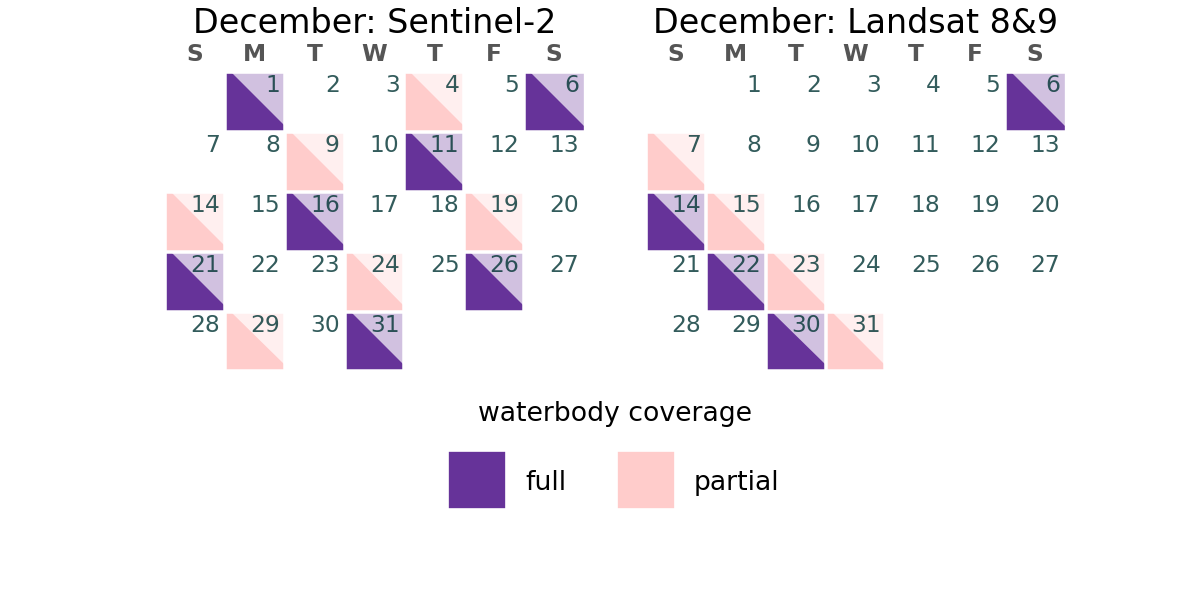 December: Sentinel-2
S M T W T F S
1 2 3 4 5 6
7 8 9 10 11 12 13
14 15 16 17 18 19 20
21 22 23 24 25 26 27
28 29 30 31
December: Landsat 8&9
S M T W T F S
1 2 3 4 5 6
7 8 9 10 11 12 13
14 15 16 17 18 19 20
21 22 23 24 25 26 27
28 29 30 31
waterbody coverage
full partial